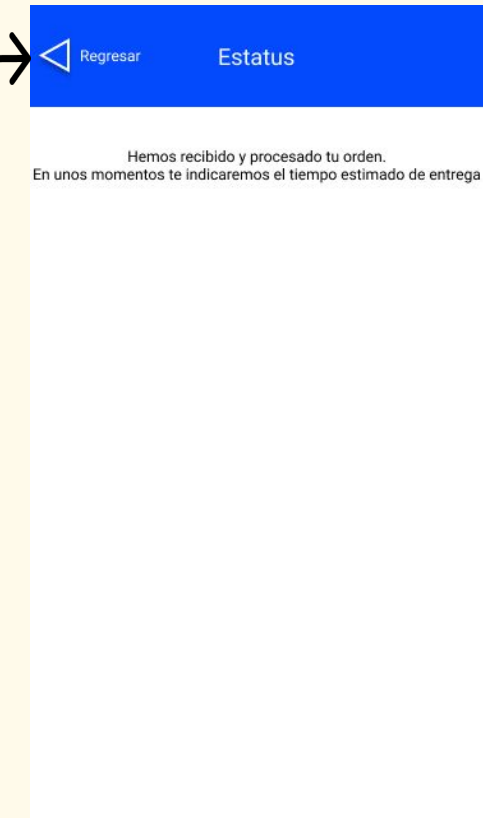 Regresar
Estatus
Hemos recibido y procesado tu orden.
En unos momentos te indicaremos el tiempo estimado de entrega